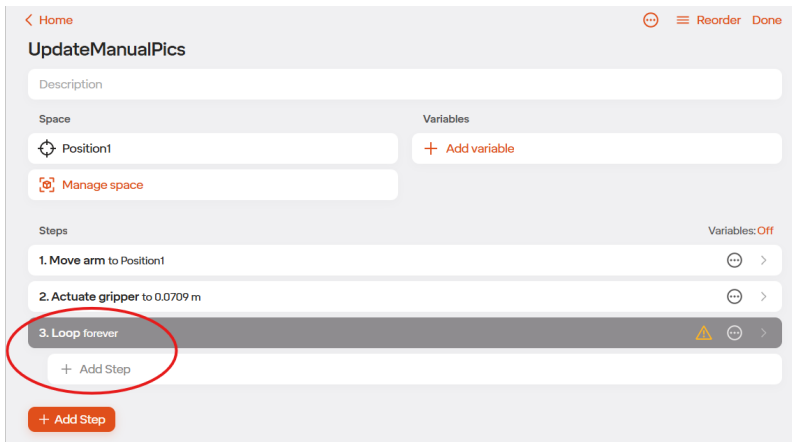 Home
Reorder Done
UpdateManualPics
Description
Space
Variables
Position1
+ Add variable
Manage space
Steps
Variables: Off
1. Move arm to Position1
2. Actuate gripper to 0.0709 m
3. Loop forever
+ Add Step
+ Add Step